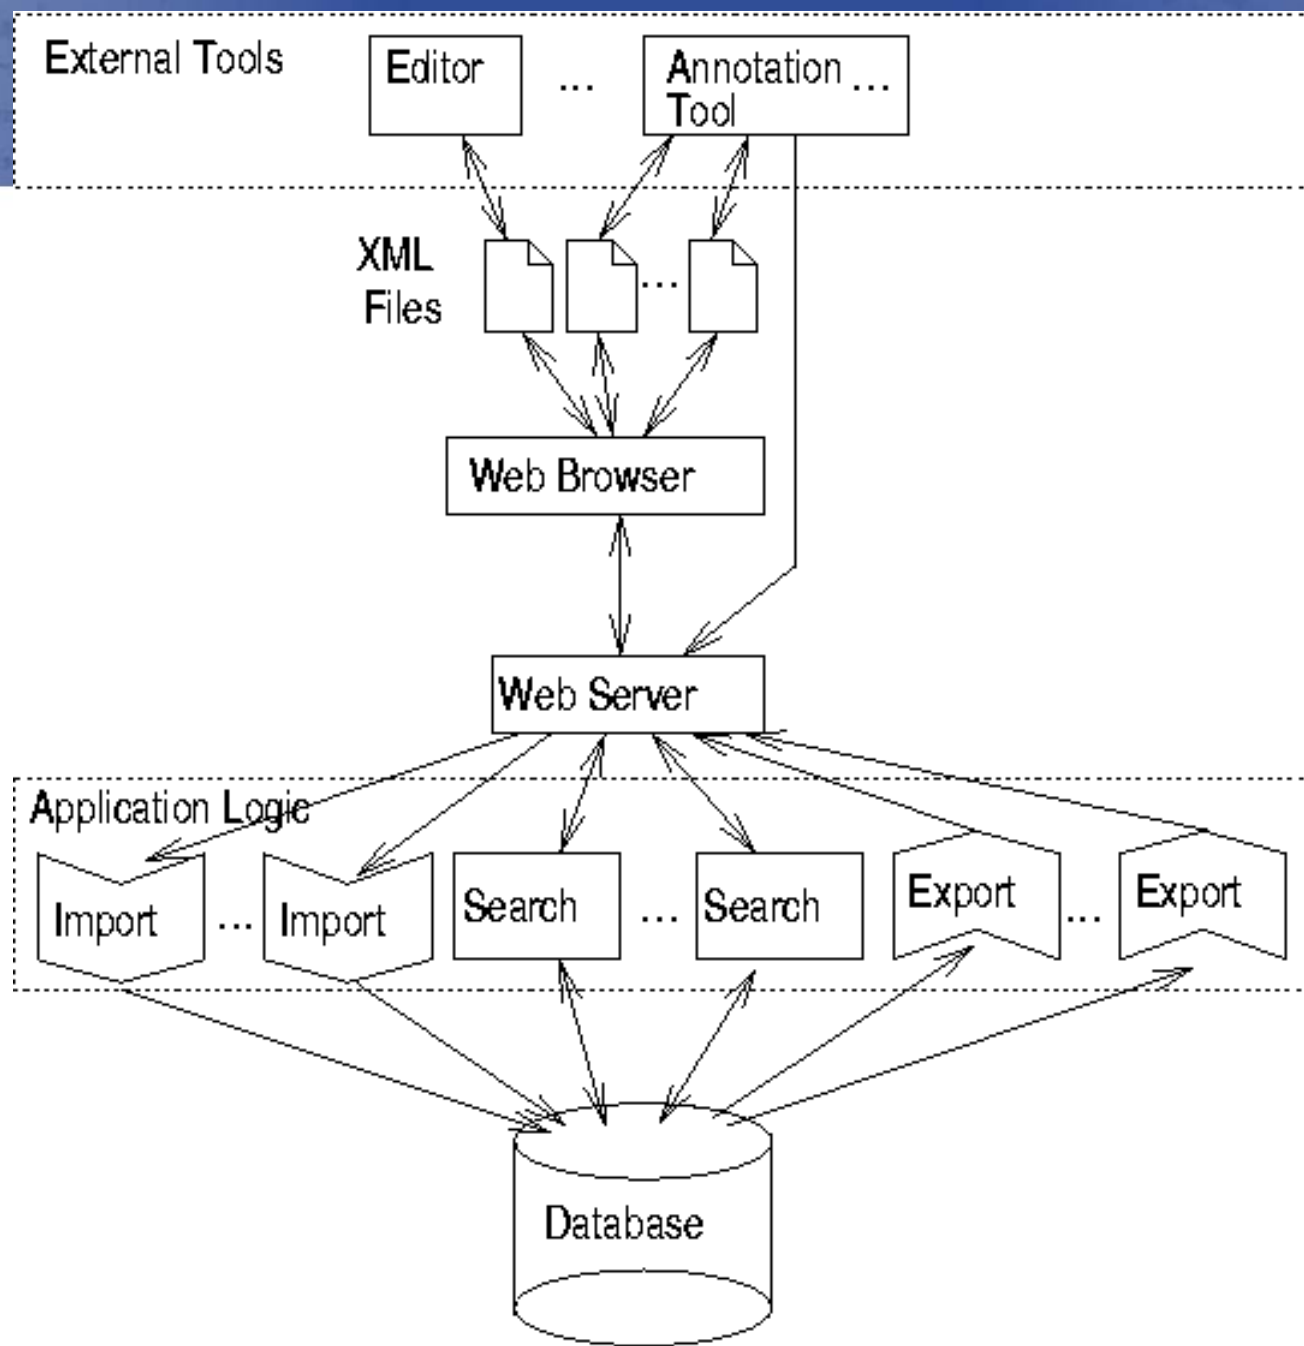 External Tools
Editor
...
Annotation ...
Tool
XML
Files
...
Web Browser
Web Server
Application Logic
Import
...
Import
Search
...
Search
Export
...
Export
Database